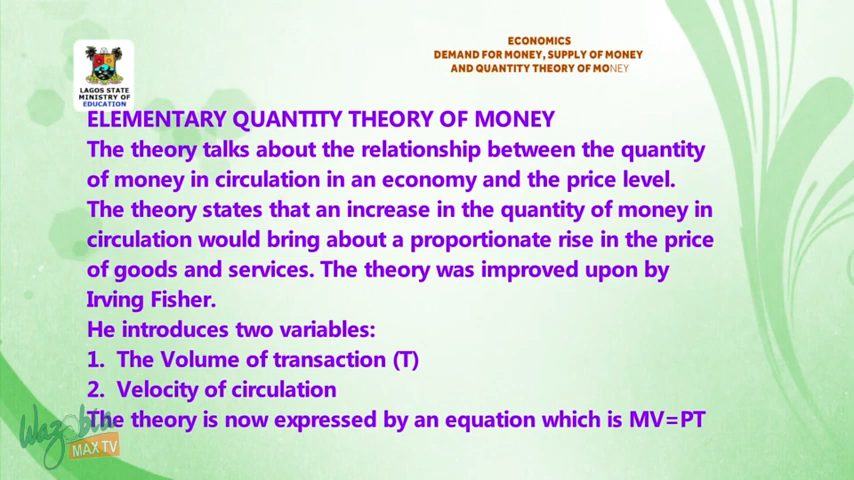 ECONOMICS
DEMAND FOR MONEY, SUPPLY OF MONEY
AND QUANTITY THEORY OF MONEY
LAGOS STATE
MINISTRY OF
EDUCATION
ELEMENTARY QUANTITY THEORY OF MONEY
The theory talks about the relationship between the quantity
of money in circulation in an economy and the price level.
The theory states that an increase in the quantity of money in
circulation would bring about a proportionate rise in the price
of goods and services. The theory was improved upon by
Irving Fisher.
He introduces two variables:
1. The Volume of transaction (T)
2. Velocity of circulation
The theory is now expressed by an equation which is MV=PT
Wazobia
MAX TV